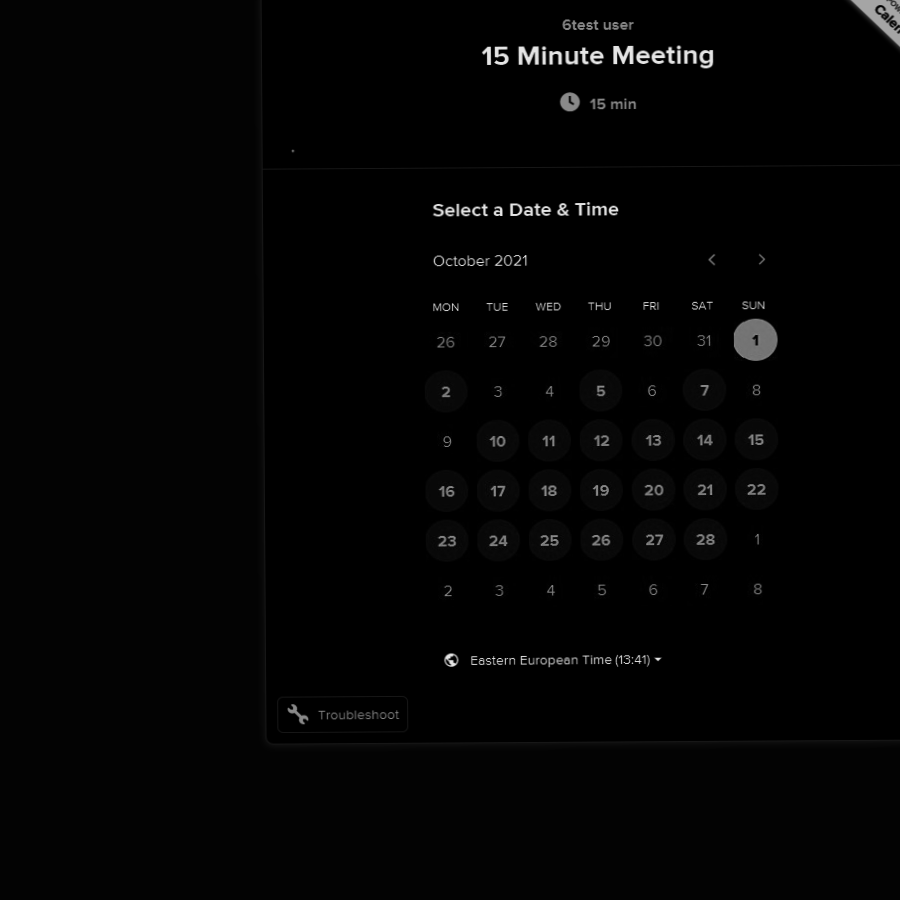 6test user
15 Minute Meeting
15 min
Select a Date & Time
October 2021
MON TUE WED THU FRI SAT SUN
26 27 28 29 30 31 1
2 3 4 5 6 7 8
9 10 11 12 13 14 15
16 17 18 19 20 21 22
23 24 25 26 27 28 1
2 3 4 5 6 7 8
Eastern European Time (13:41)
Troubleshoot